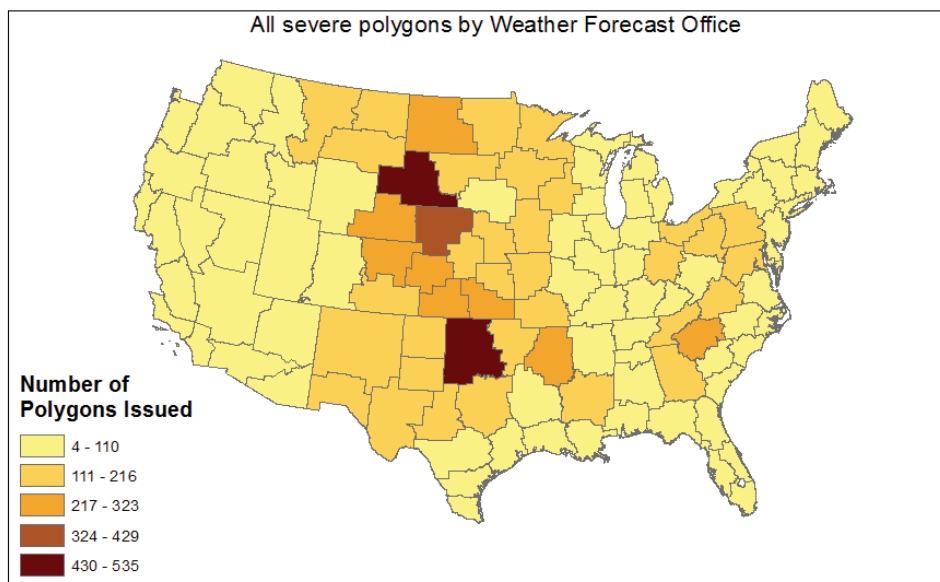 All severe polygons by Weather Forecast Office
Number of
Polygons Issued
4 - 110
111 - 216
217 - 323
324 - 429
430 - 535